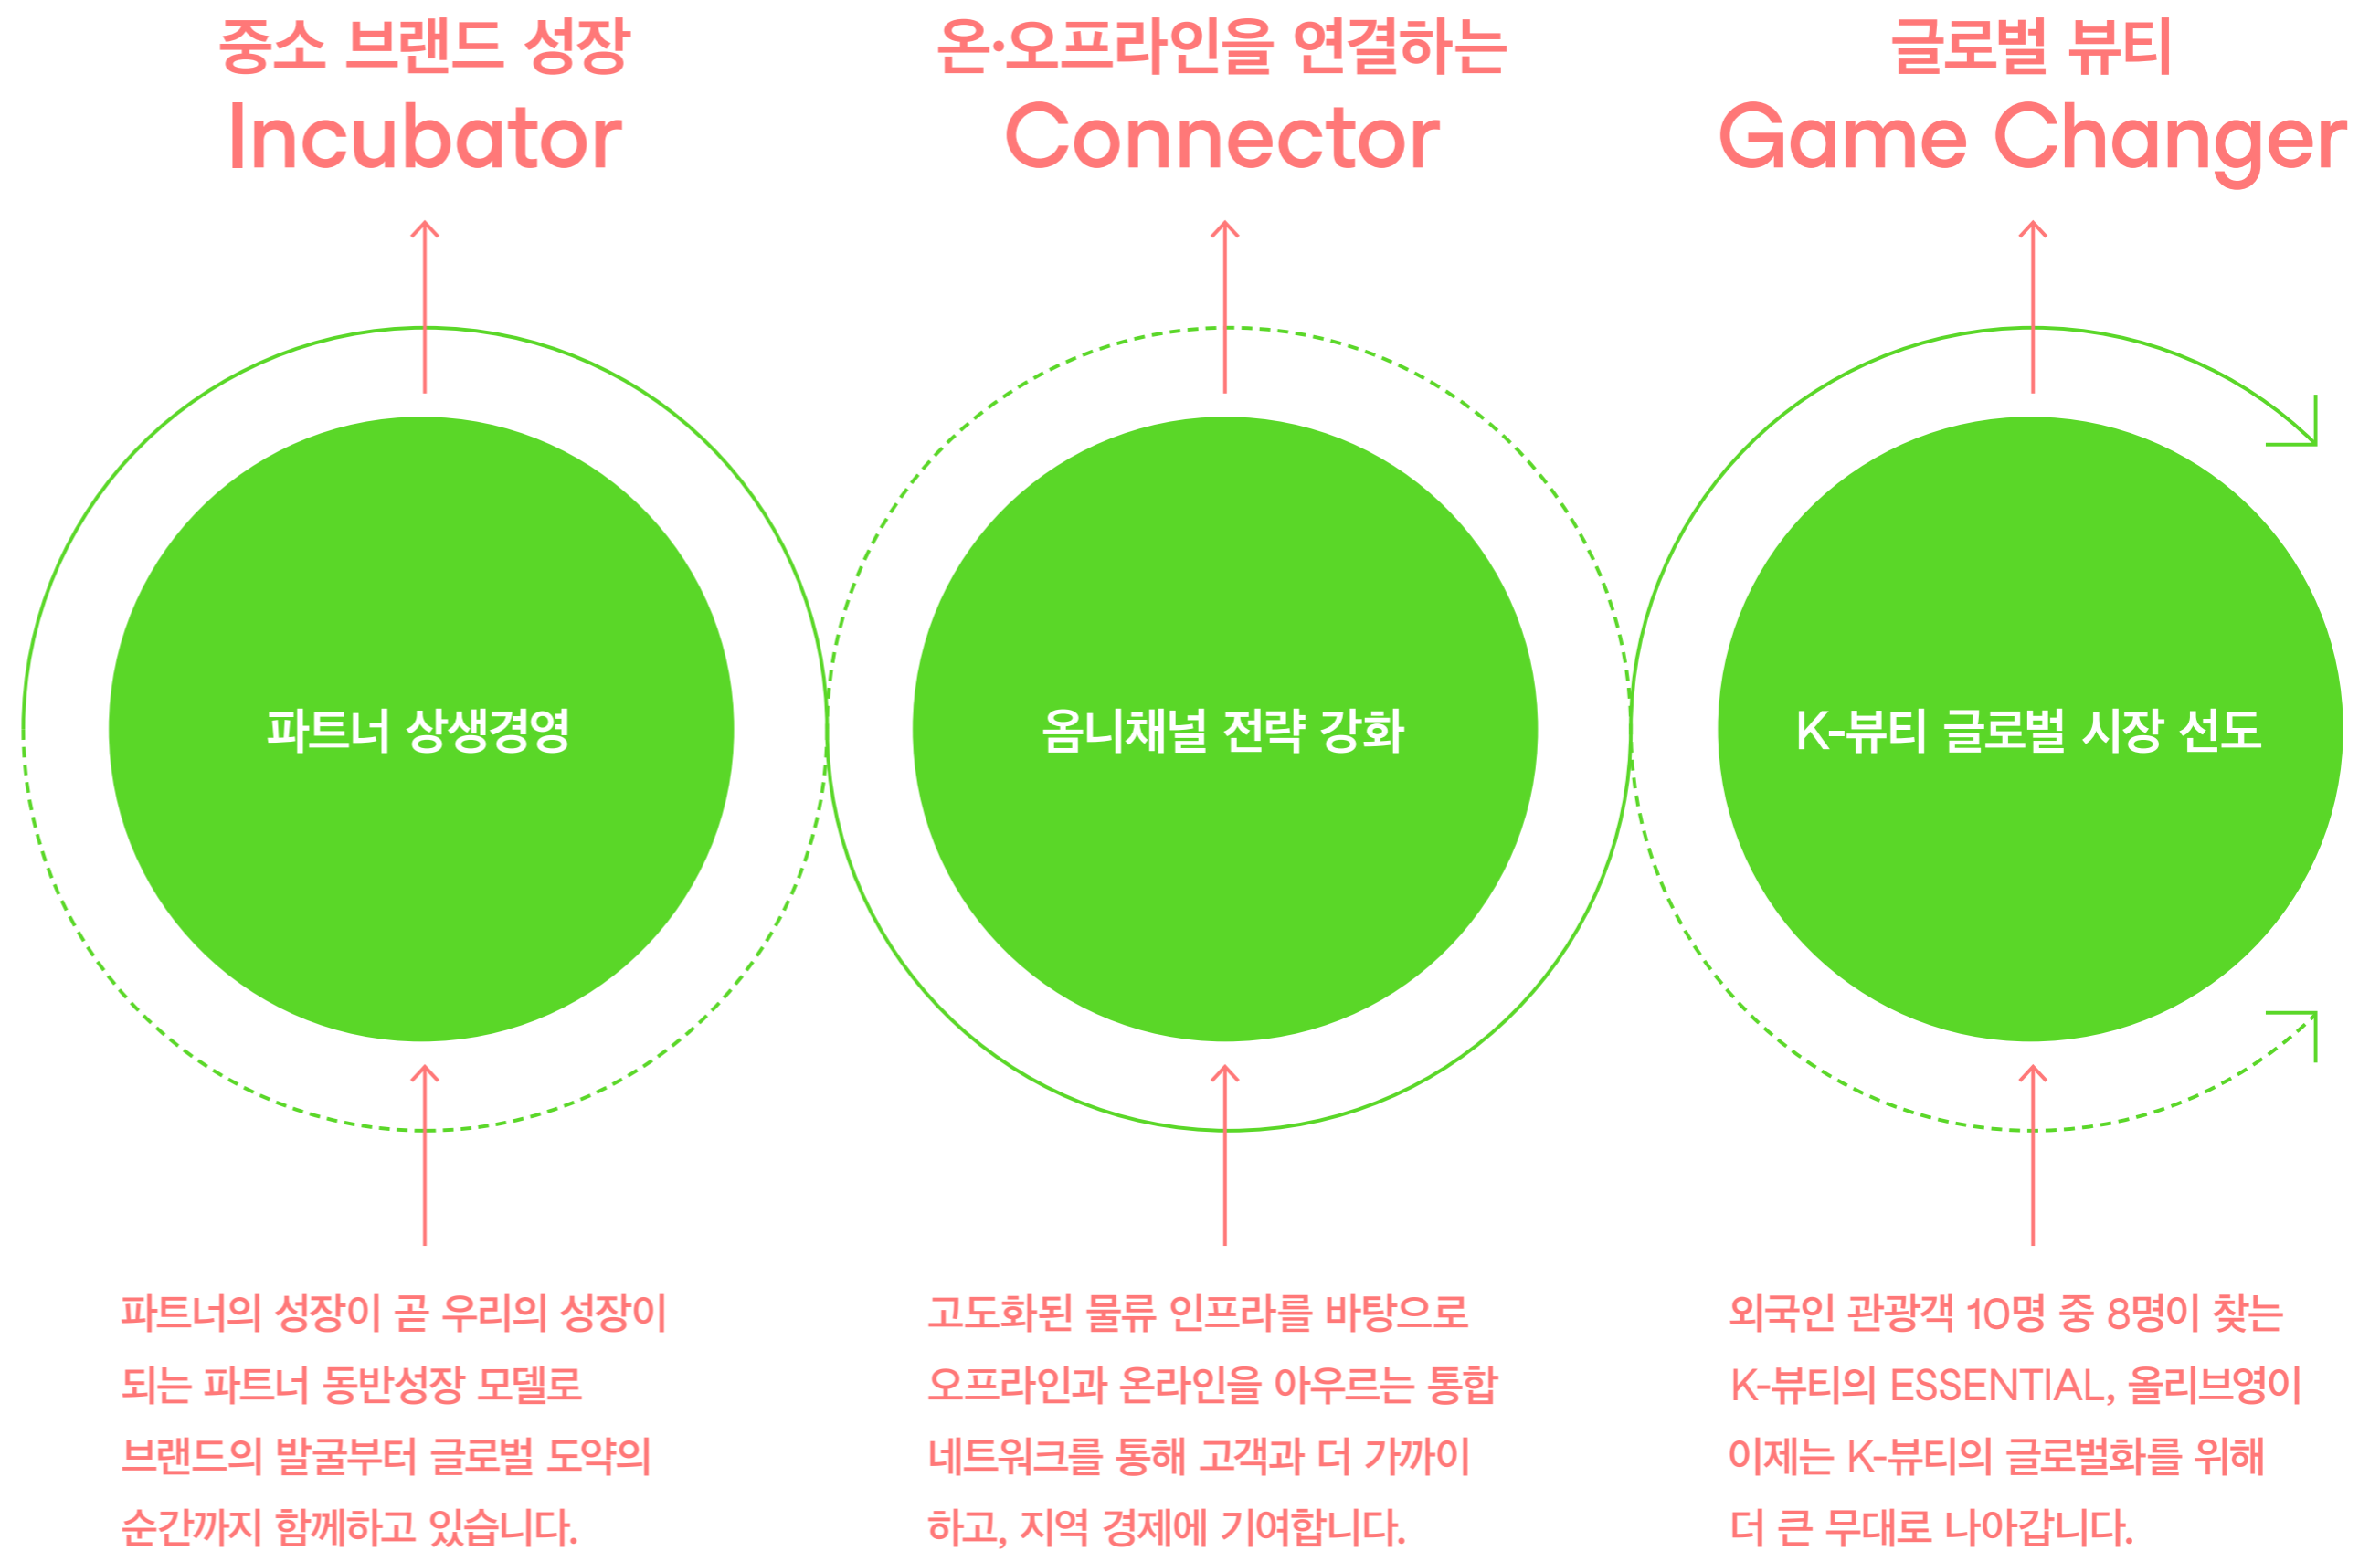 중소 브랜드 성장
Incubator
온·오프라인을 연결하는
Connector
글로벌 뷰티
Game Changer
파트너 상생경영
옴니채널 경쟁력 강화
K-뷰티 글로벌 시장 선도
파트너의 성장이 곧 우리의 성장이
되는 파트너 동반성장 모델로
브랜드의 발굴부터 글로벌 도약의
순간까지 함께하고 있습니다.
고도화된 물류 인프라를 바탕으로
오프라인과 온라인을 아우르는 통합
네트워크를 통해 고객과 더 가까이
하고, 지역 경제에 기여합니다.
외국인 관광객 10명 중 8명이 찾는
K-뷰티의 ESSENTIAL, 올리브영이
이제는 K-뷰티의 글로벌화를 위해
더 큰 무대로 나아갑니다.